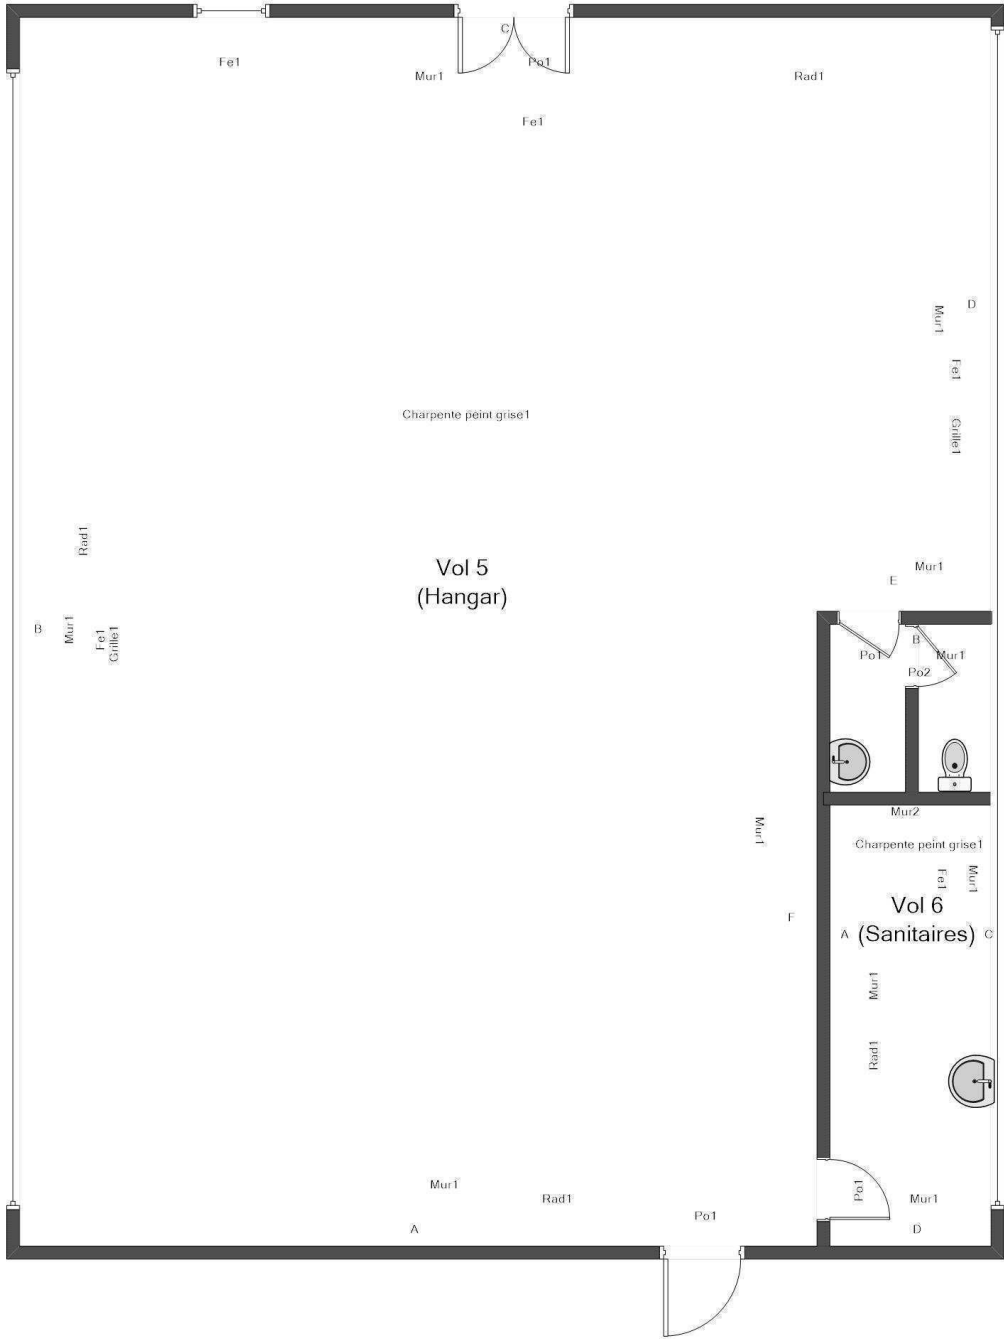 C
Fe1
Po1
Mur1
Rad1
Fe1
D
Mur1
Fe1
Grille1
Charpente peint grise1
Rad1
Vol 5
(Hangar)
Mur1
E
B
Mur1
Fe1
Grille1
B
Po1
Mur1
Po2
Mur2
Mur1
Charpente peint grise1
Fe1
Mur1
Vol 6
(Sanitaires)
F
A
C
Mur1
Rad1
Mur1
Rad1
Po1
Po1
Mur1
A
D